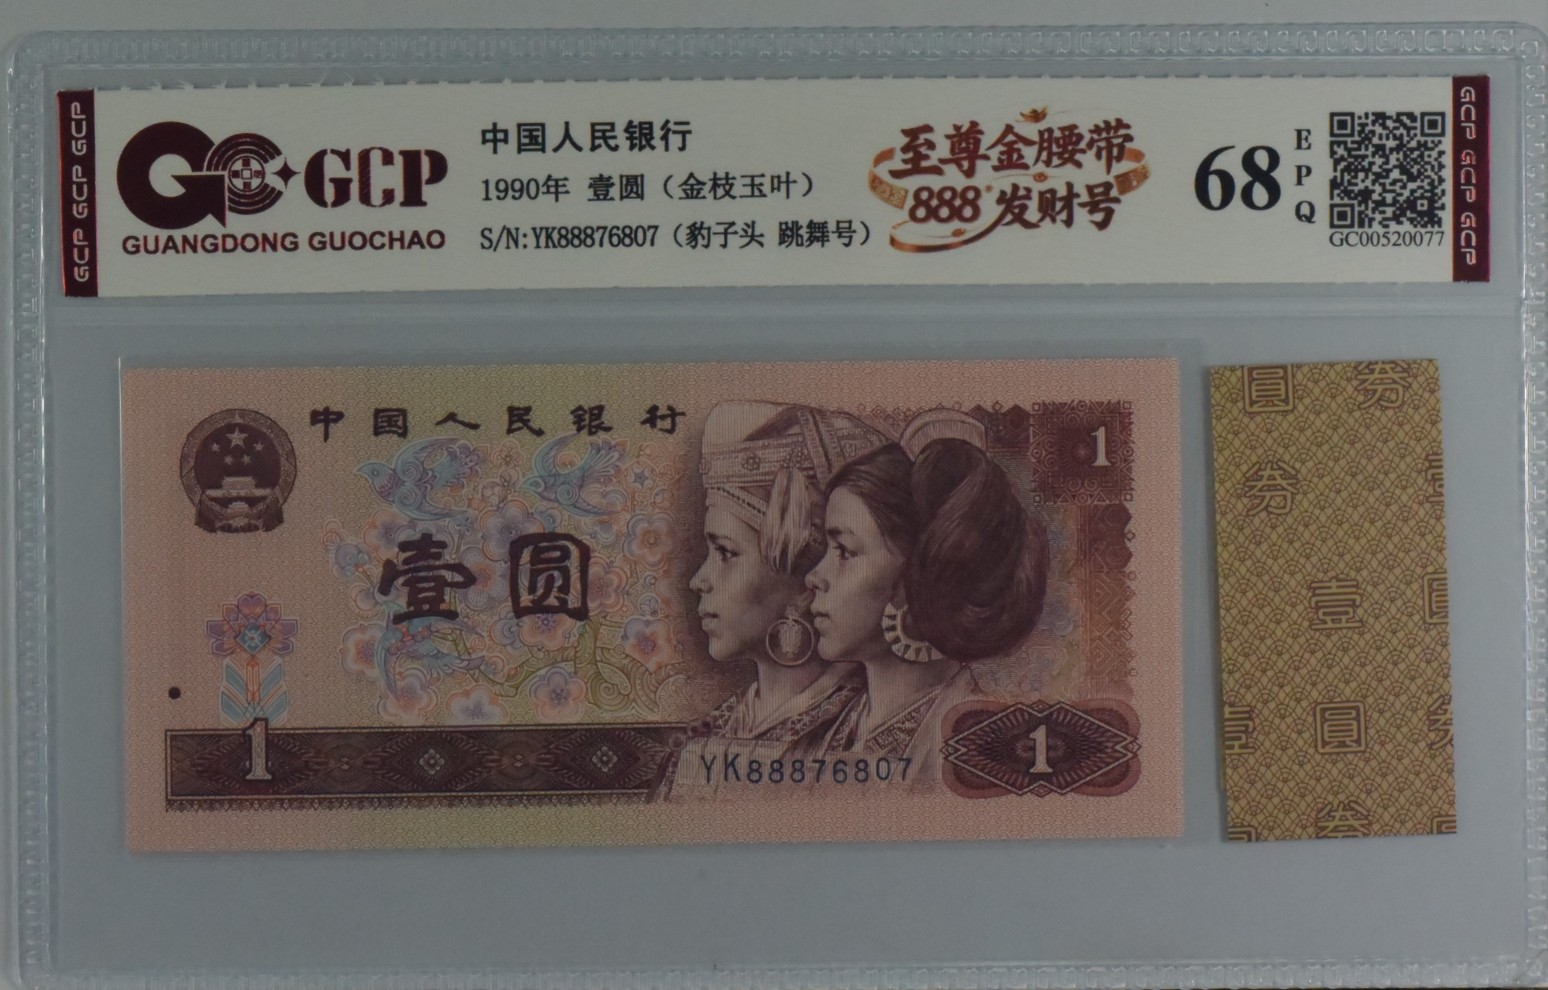 GCP GCP GCP
GCP
GUANGDONG GUOCHAO
中国人民银行
1990年 壹圆（金枝玉叶）
S/N:YK88876807（豹子头 跳舞号）
至尊金腰带
888发财号
68
EPQ
GC00520077
GCP GCP GCP
中国人民银行
1
壹圆
1
YK88876807
1
圆 券
券
壹 圆
壹 圆 券
券